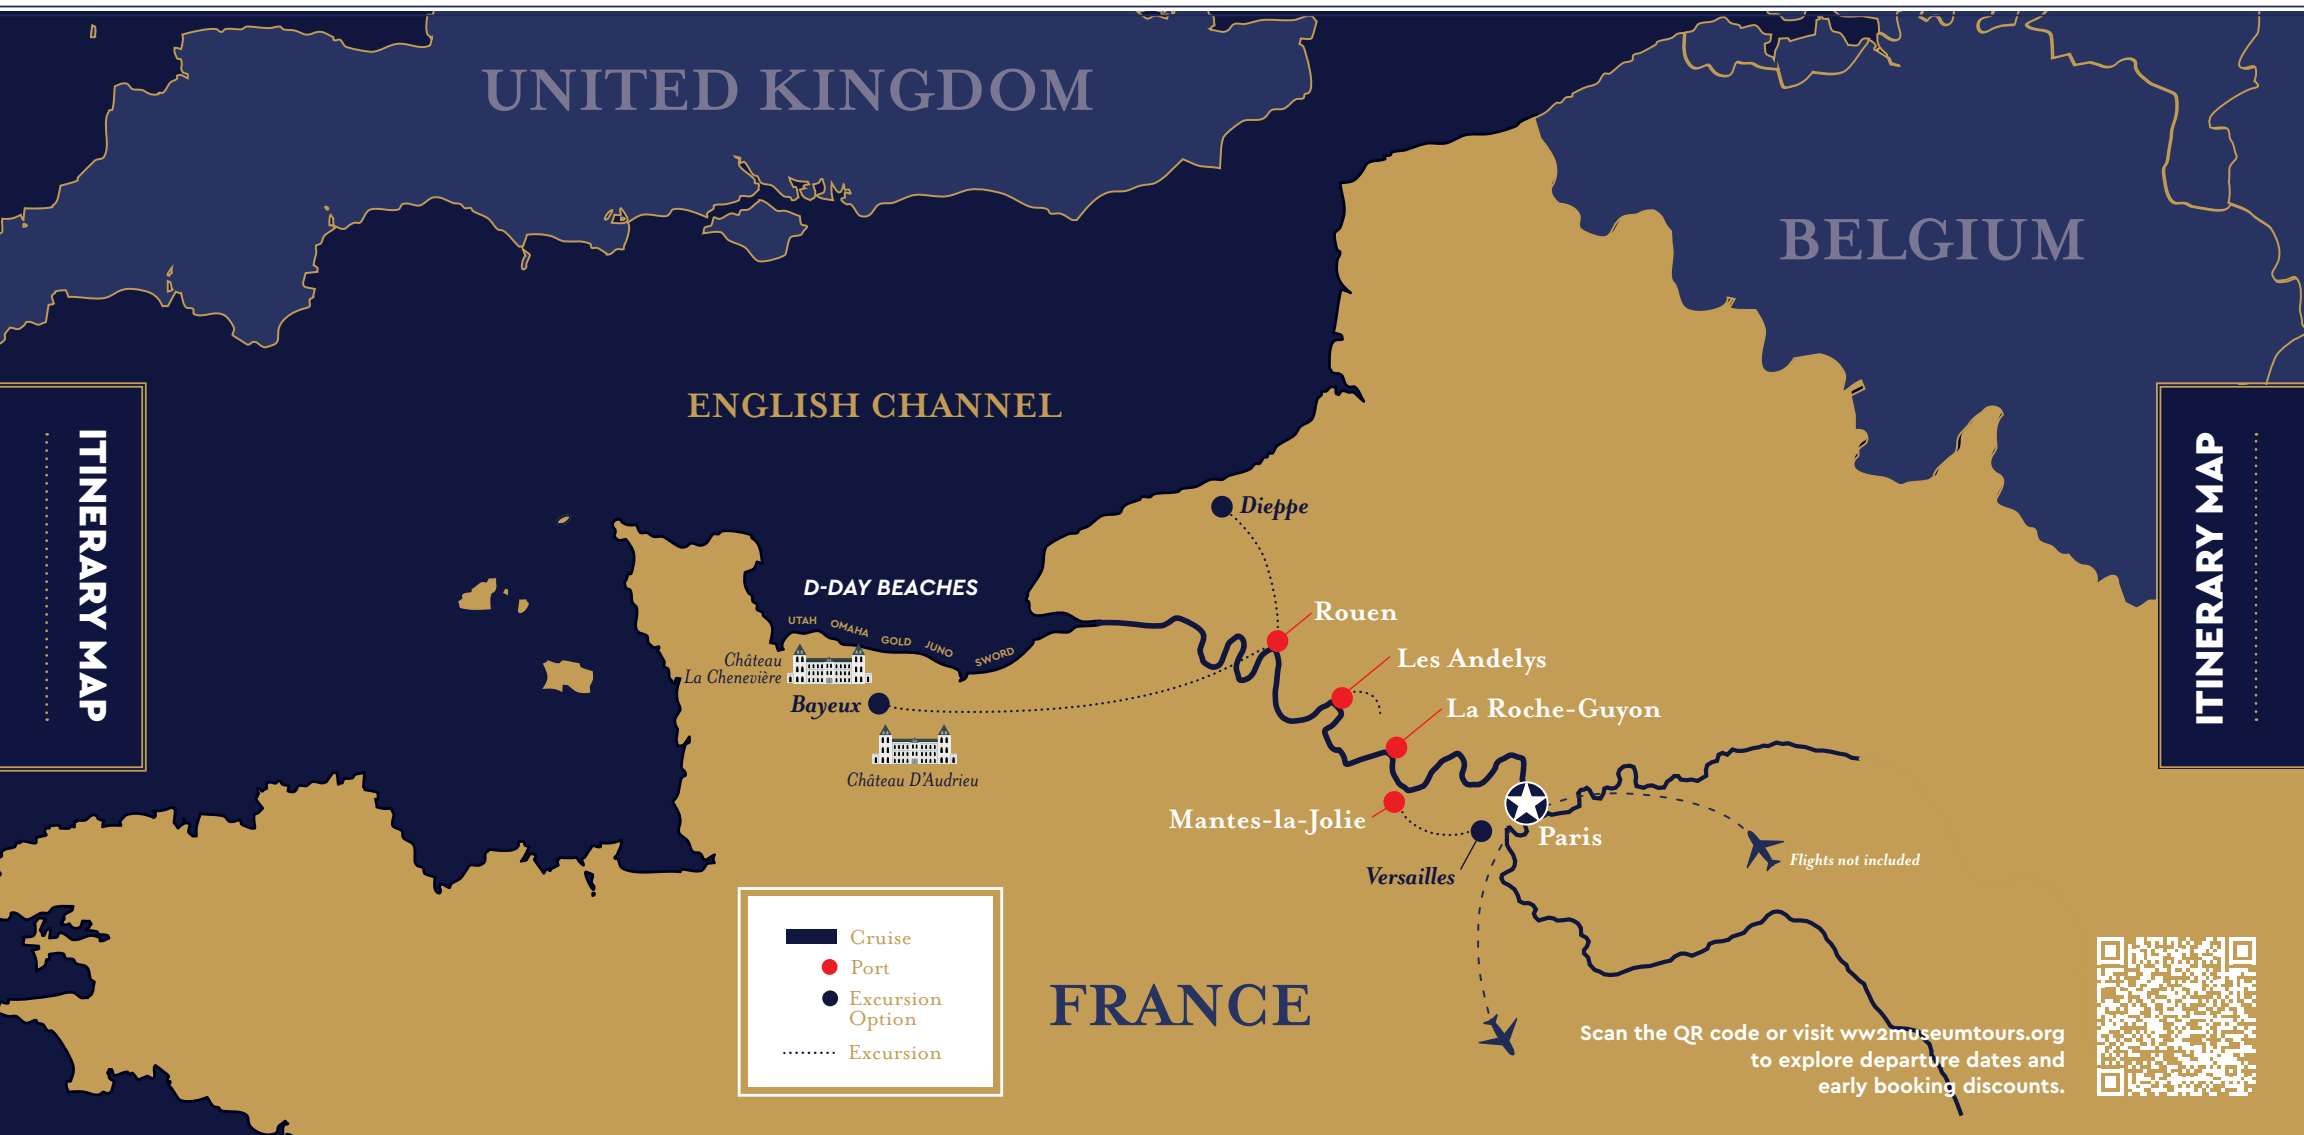 UNITED KINGDOM
BELGIUM
ENGLISH CHANNEL
ITINERARY MAP
ITINERARY MAP
Dieppe
D-DAY BEACHES
UTAH
OMAHA
GOLD
JUNO
SWORD
Rouen
Château
La Chenevière
Les Andelys
Bayeux
La Roche-Guyon
Château D'Audrieu
Mantes-la-Jolie
Paris
Flights not included
Versailles
Cruise
Port
Excursion
Option
Excursion
FRANCE
Scan the QR code or visit ww2museumtours.org
to explore departure dates and
early booking discounts.